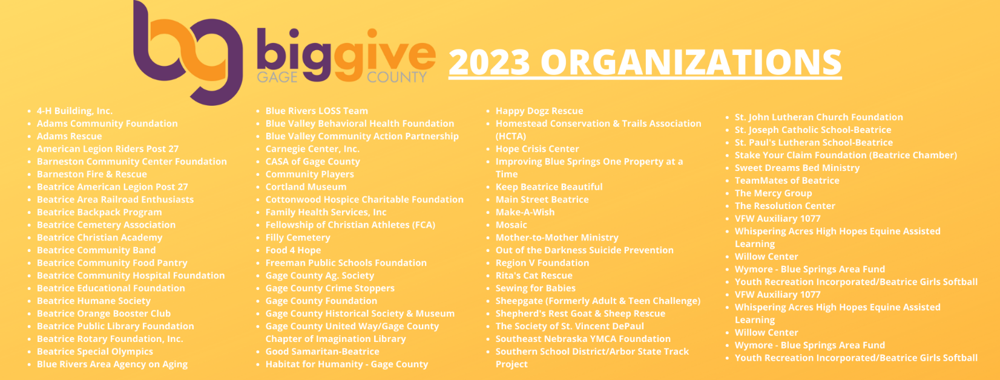 bg biggive
GAGE COUNTY
2023 ORGANIZATIONS
• 4-H Building, Inc.
• Adams Community Foundation
• Adams Rescue
• American Legion Riders Post 27
• Barneston Community Center Foundation
• Barneston Fire & Rescue
• Beatrice American Legion Post 27
• Beatrice Area Railroad Enthusiasts
• Beatrice Backpack Program
• Beatrice Cemetery Association
• Beatrice Christian Academy
• Beatrice Community Band
• Beatrice Community Food Pantry
• Beatrice Community Hospital Foundation
• Beatrice Educational Foundation
• Beatrice Humane Society
• Beatrice Orange Booster Club
• Beatrice Public Library Foundation
• Beatrice Rotary Foundation, Inc.
• Beatrice Special Olympics
• Blue Rivers Area Agency on Aging
• Blue Rivers LOSS Team
• Blue Valley Behavioral Health Foundation
• Blue Valley Community Action Partnership
• Carnegie Center, Inc.
• CASA of Gage County
• Community Players
• Cortland Museum
• Cottonwood Hospice Charitable Foundation
• Family Health Services, Inc
• Fellowship of Christian Athletes (FCA)
• Filly Cemetery
• Food 4 Hope
• Freeman Public Schools Foundation
• Gage County Ag. Society
• Gage County Crime Stoppers
• Gage County Foundation
• Gage County Historical Society & Museum
• Gage County United Way/Gage County
Chapter of Imagination Library
• Good Samaritan-Beatrice
• Habitat for Humanity - Gage County
• Happy Dogz Rescue
• Homestead Conservation & Trails Association
(HCTA)
• Hope Crisis Center
• Improving Blue Springs One Property at a
Time
• Keep Beatrice Beautiful
• Main Street Beatrice
• Make-A-Wish
• Mosaic
• Mother-to-Mother Ministry
• Out of the Darkness Suicide Prevention
• Region V Foundation
• Rita's Cat Rescue
• Sewing for Babies
• Sheepgate (Formerly Adult & Teen Challenge)
• Shepherd's Rest Goat & Sheep Rescue
• The Society of St. Vincent DePaul
• Southeast Nebraska YMCA Foundation
• Southern School District/Arbor State Track
Project
• St. John Lutheran Church Foundation
• St. Joseph Catholic School-Beatrice
• St. Paul's Lutheran School-Beatrice
• Stake Your Claim Foundation (Beatrice Chamber)
• Sweet Dreams Bed Ministry
• TeamMates of Beatrice
• The Mercy Group
• The Resolution Center
• VFW Auxiliary 1077
• Whispering Acres High Hopes Equine Assisted
Learning
• Willow Center
• Wymore - Blue Springs Area Fund
• Youth Recreation Incorporated/Beatrice Girls Softball
• VFW Auxiliary 1077
• Whispering Acres High Hopes Equine Assisted
Learning
• Willow Center
• Wymore - Blue Springs Area Fund
• Youth Recreation Incorporated/Beatrice Girls Softball